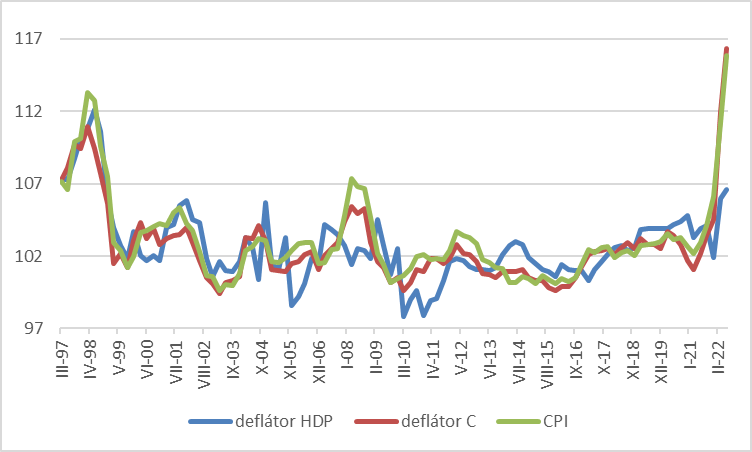 117
112
107
102
97
III-97
IV-98
V-99
VI-00
VII-01
VIII-02
IX-03
X-04
XI-05
XII-06
I-08
II-09
III-10
IV-11
V-12
VI-13
VII-14
VIII-15
IX-16
X-17
XI-18
XII-19
I-21
II-22
deflátor HDP
deflátor C
CPI